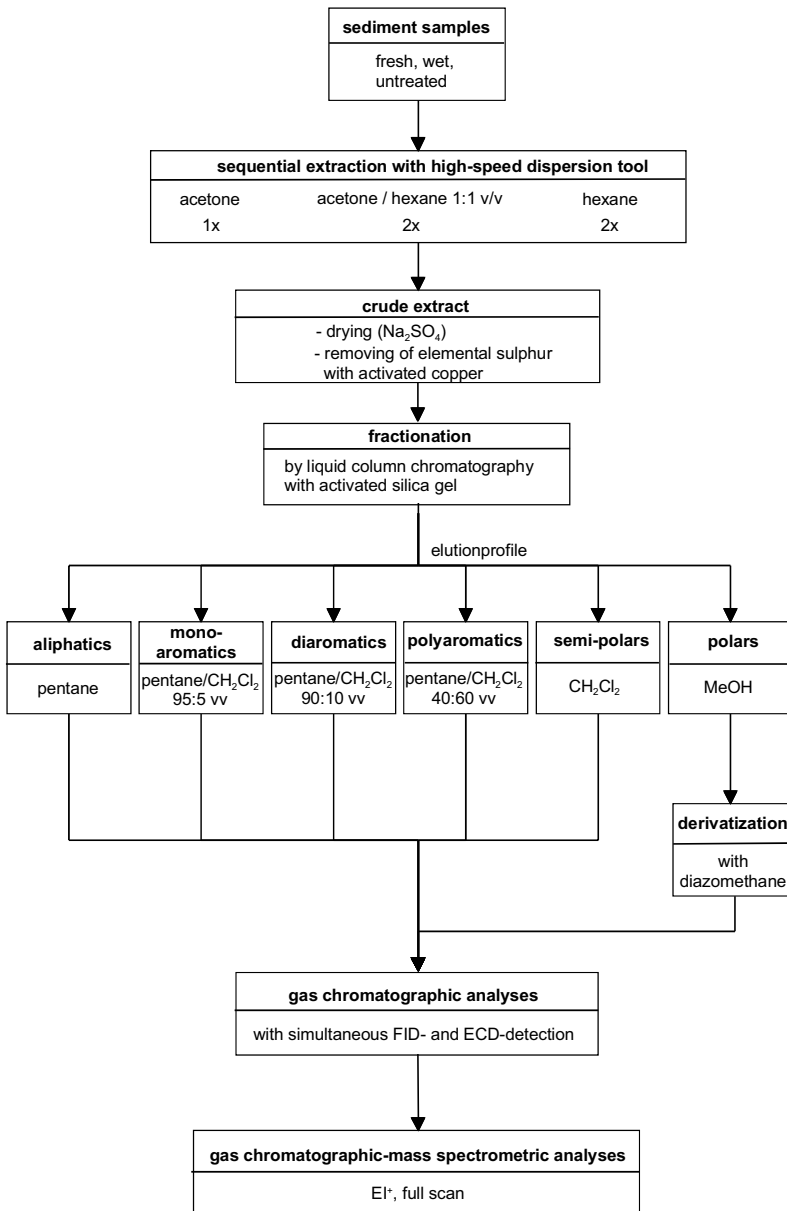 sediment samples
fresh, wet,
untreated
sequential extraction with high-speed dispersion tool
acetone acetone / hexane 1:1 v/v hexane
1x 2x 2x
crude extract
- drying (Na₂SO₄)
- removing of elemental sulphur
with activated copper
fractionation
by liquid column chromatography
with activated silica gel
elutionprofile
aliphatics
pentane
mono-
aromatics
pentane/CH₂Cl₂
95:5 vv
diaromatics
pentane/CH₂Cl₂
90:10 vv
polyaromatics
pentane/CH₂Cl₂
40:60 vv
semi-polars
CH₂Cl₂
polars
MeOH
derivatization
with
diazomethane
gas chromatographic analyses
with simultaneous FID- and ECD-detection
gas chromatographic-mass spectrometric analyses
EI⁺, full scan